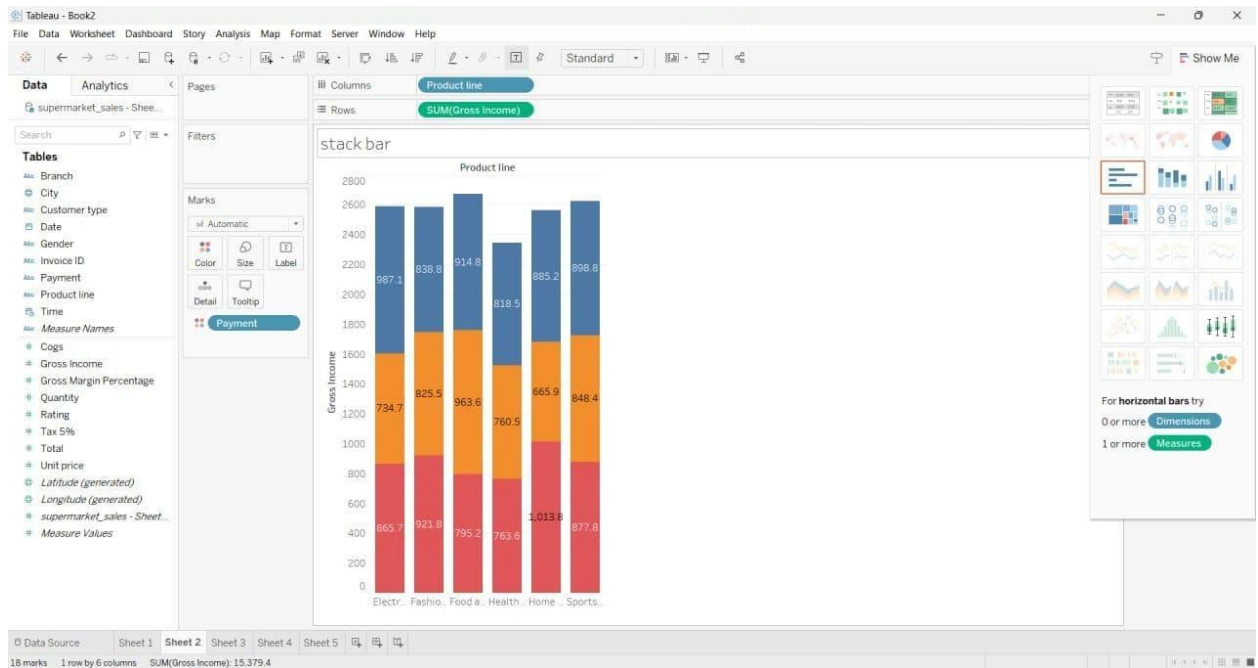 Tableau - Book2
File Data Worksheet Dashboard Story Analysis Map Format Server Window Help
Standard
Show Me
Data Analytics
Pages
Columns Product line
supermarket_sales - Shee...
Rows SUM(Gross Income)
Search
Filters
stack bar
Tables
Abc Branch
City
Abc Customer type
Date
Abc Gender
Abc Invoice ID
Abc Payment
Abc Product line
Time
Abc Measure Names
Cogs
Gross Income
Gross Margin Percentage
Quantity
Rating
Tax 5%
Total
Unit price
Latitude (generated)
Longitude (generated)
supermarket_sales - Sheet...
Measure Values
Marks
Automatic
Color Size Label
Detail Tooltip
Payment
Product line
2800
2600
2400
2200
2000
1800
1600
1400
1200
1000
800
600
400
200
0
Gross Income
987.1 838.8 914.8 818.5 885.2 898.8
734.7 825.5 963.6 760.5 665.9 848.4
865.7 921.8 795.2 763.6 1,013.8 877.8
Electr.. Fashio.. Food a.. Health.. Home .. Sports..
For horizontal bars try
0 or more Dimensions
1 or more Measures
Data Source Sheet 1 Sheet 2 Sheet 3 Sheet 4 Sheet 5
18 marks 1 row by 6 columns SUM(Gross Income): 15,379.4